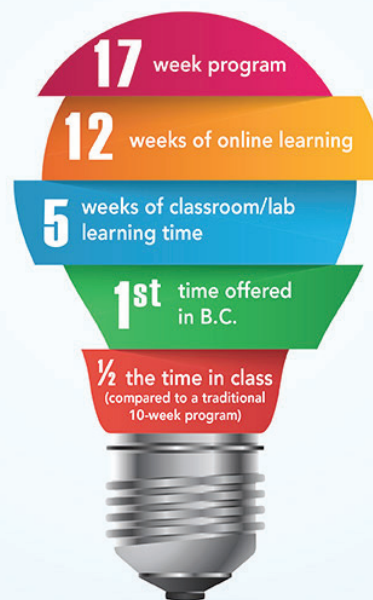 17 week program
12 weeks of online learning
5 weeks of classroom/lab
learning time
1st time offered
in B.C.
½ the time in class
(compared to a traditional
10-week program)